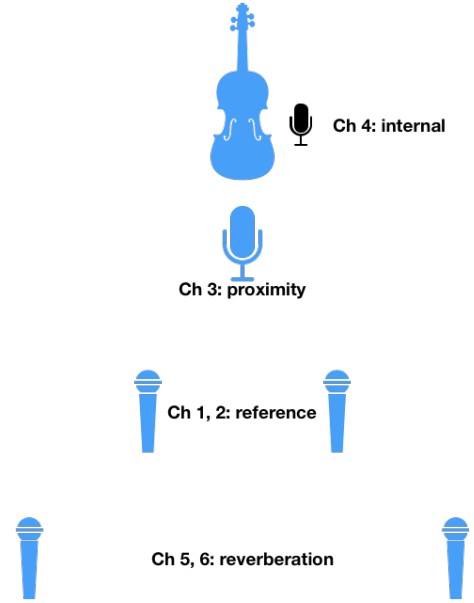 Ch 4: internal
Ch 3: proximity
Ch 1, 2: reference
Ch 5, 6: reverberation